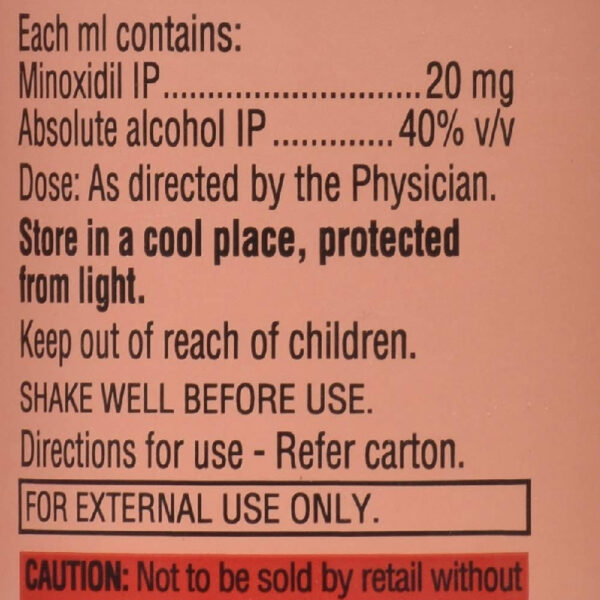 Each ml contains:
Minoxidil IP.............................20 mg
Absolute alcohol IP.............40% v/v
Dose: As directed by the Physician.
Store in a cool place, protected
from light.
Keep out of reach of children.
SHAKE WELL BEFORE USE.
Directions for use - Refer carton.
FOR EXTERNAL USE ONLY.
CAUTION: Not to be sold by retail without